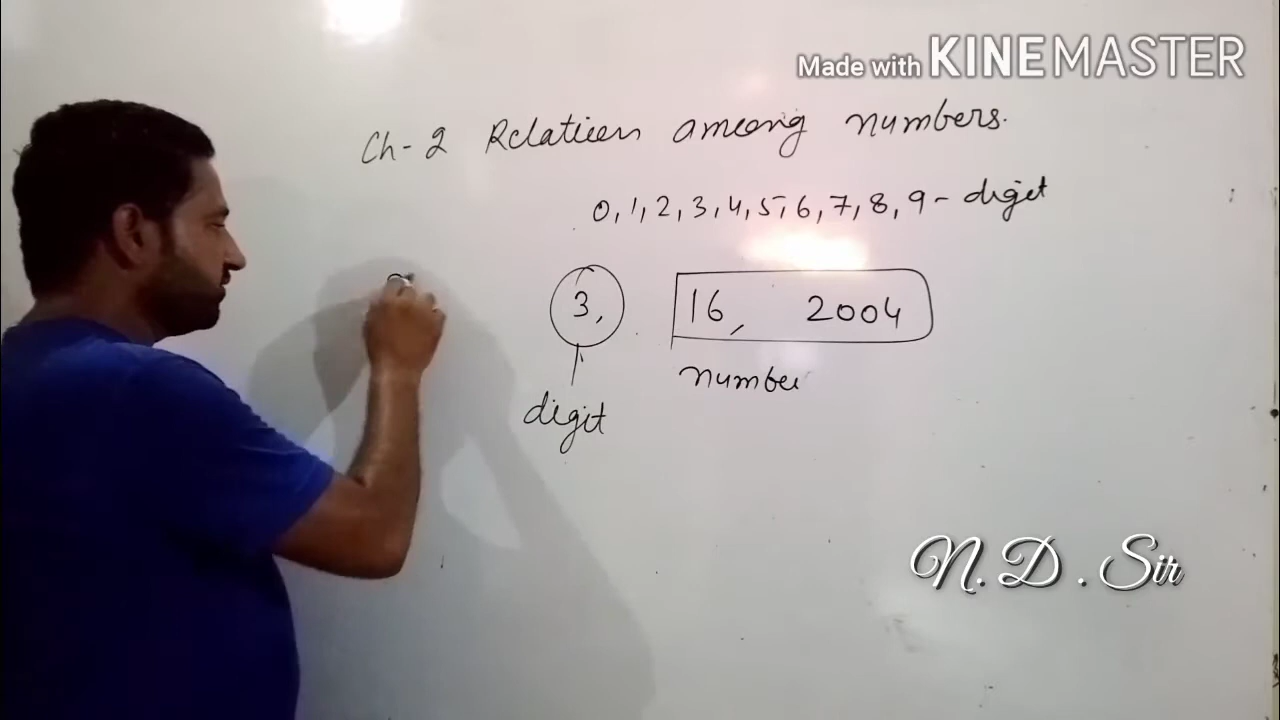 Made with KINEMASTER
Ch-2 Relation among numbers.
0, 1, 2, 3, 4, 5, 6, 7, 8, 9 - digit
3, 16, 2004
number
digit
N. D. Sir